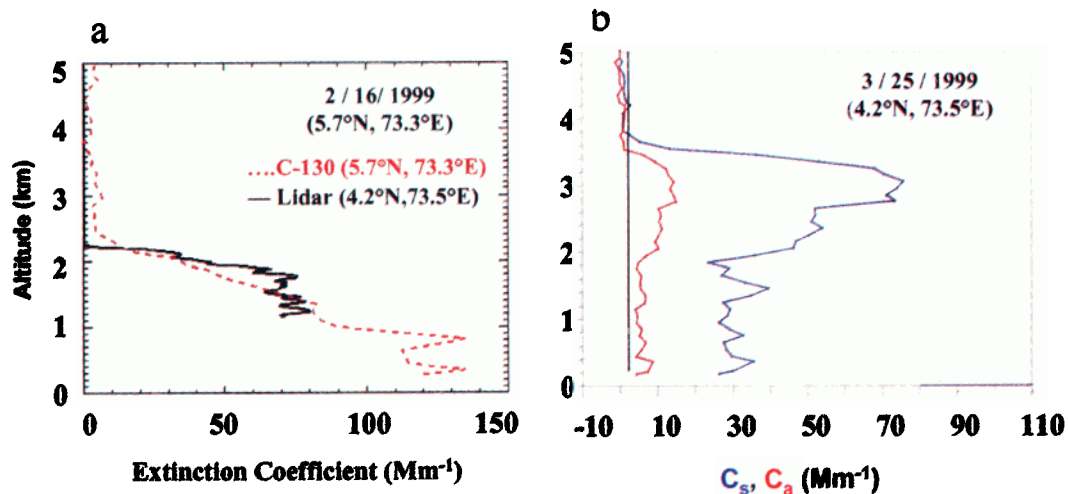 a
5
4
3
2
1
0
Altitude (km)
2 / 16/ 1999
(5.7°N, 73.3°E)
....C-130 (5.7°N, 73.3°E)
— Lidar (4.2°N,73.5°E)
0 50 100 150
Extinction Coefficient (Mm⁻¹)
b
5
4
3
2
1
0
3 / 25 / 1999
(4.2°N, 73.5°E)
-10 10 30 50 70 90 110
Cₛ, Cₐ (Mm⁻¹)